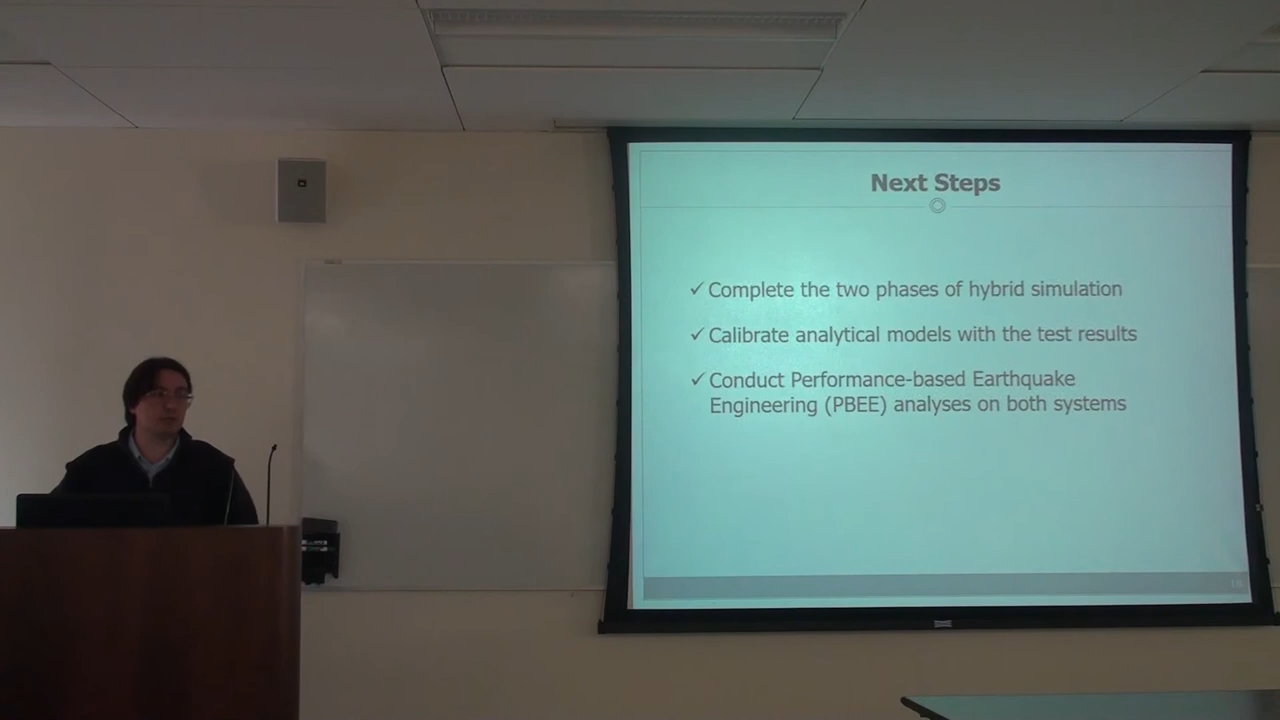 Next Steps
✓ Complete the two phases of hybrid simulation
✓ Calibrate analytical models with the test results
✓ Conduct Performance-based Earthquake
Engineering (PBEE) analyses on both systems